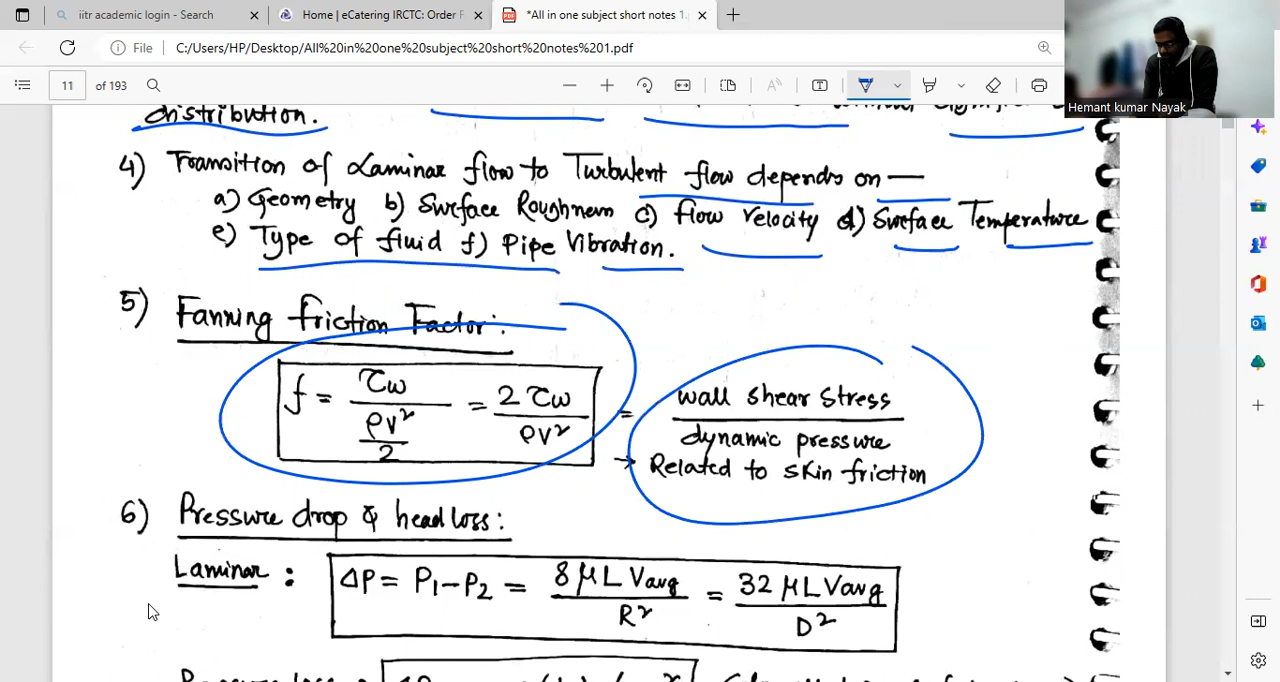 iitr academic login - Search
Home | eCatering IRCTC: Order F
*All in one subject short notes 1.p
File
C:/Users/HP/Desktop/All%20in%20one%20subject%20short%20notes%201.pdf
11 of 193
Hemant kumar Nayak
distribution.
4) Transition of Laminar flow to Turbulent flow depends on —
a) Geometry b) Surface Roughness c) flow velocity d) Surface Temperature
e) Type of fluid f) Pipe Vibration.
5) Fanning friction Factor:
f = τω / (ρv²/2) = 2τω / ρv² = wall shear stress / dynamic pressure
→ Related to skin friction
6) Pressure drop & head loss:
Laminar : ΔP = P₁-P₂ = 8μLVavg / R² = 32μLVavg / D²